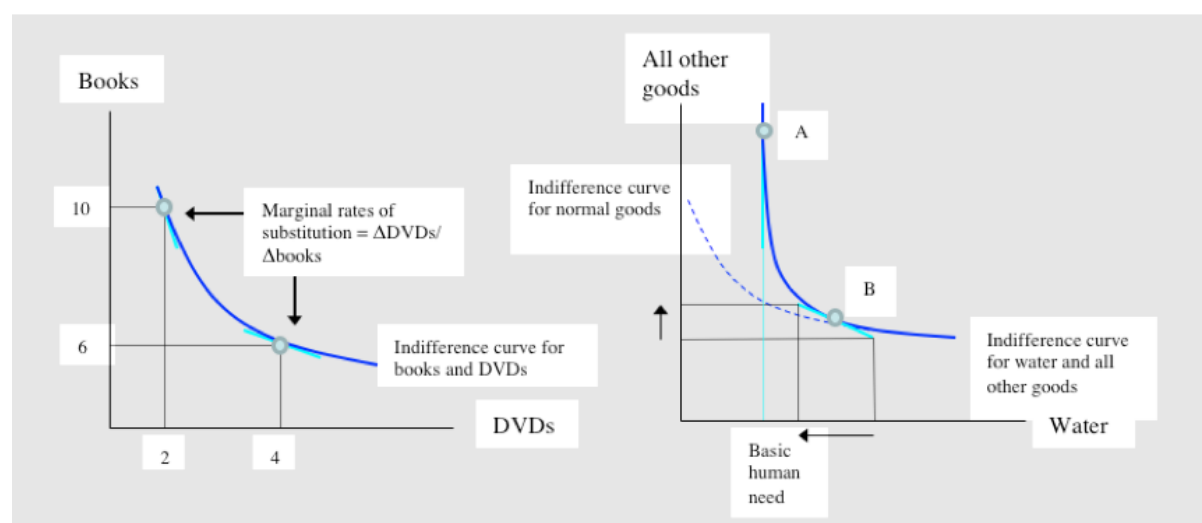 Books
10
Marginal rates of
substitution = ΔDVDs/
Δbooks
6
Indifference curve for
books and DVDs
DVDs
2
4
All other
goods
A
Indifference curve
for normal goods
B
Indifference curve
for water and all
other goods
Water
Basic
human
need